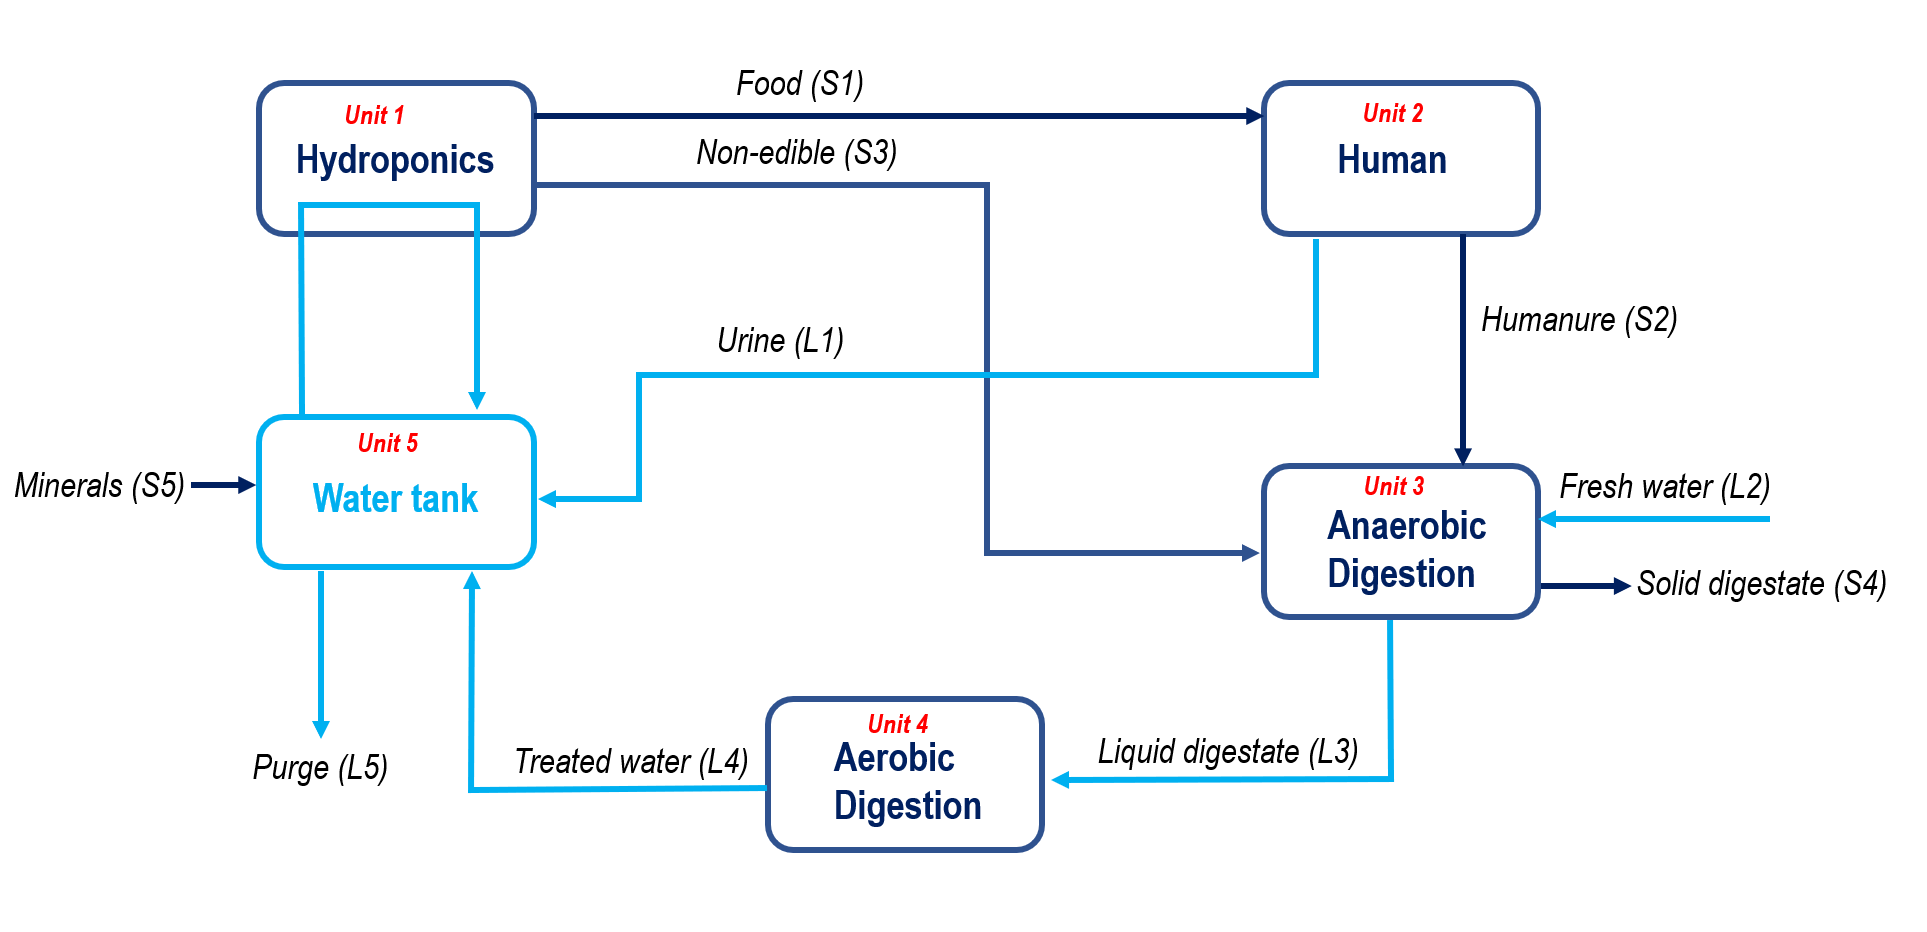 Food (S1)
Unit 1
Hydroponics
Unit 2
Human
Non-edible (S3)
Humanure (S2)
Urine (L1)
Unit 5
Water tank
Minerals (S5)
Unit 3
Anaerobic
Digestion
Fresh water (L2)
Solid digestate (S4)
Unit 4
Aerobic
Digestion
Liquid digestate (L3)
Treated water (L4)
Purge (L5)